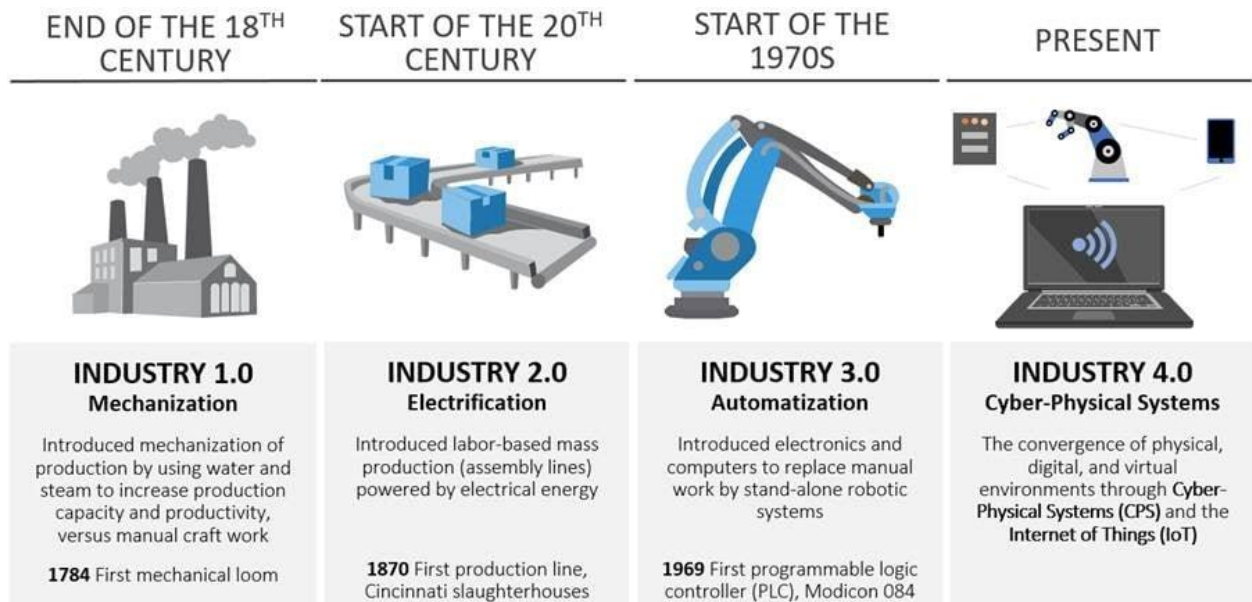 END OF THE 18TH
CENTURY
START OF THE 20TH
CENTURY
START OF THE
1970S
PRESENT
INDUSTRY 1.0
Mechanization
Introduced mechanization of
production by using water and
steam to increase production
capacity and productivity,
versus manual craft work
1784 First mechanical loom
INDUSTRY 2.0
Electrification
Introduced labor-based mass
production (assembly lines)
powered by electrical energy
1870 First production line,
Cincinnati slaughterhouses
INDUSTRY 3.0
Automatization
Introduced electronics and
computers to replace manual
work by stand-alone robotic
systems
1969 First programmable logic
controller (PLC), Modicon 084
INDUSTRY 4.0
Cyber-Physical Systems
The convergence of physical,
digital, and virtual
environments through Cyber-
Physical Systems (CPS) and the
Internet of Things (IoT)